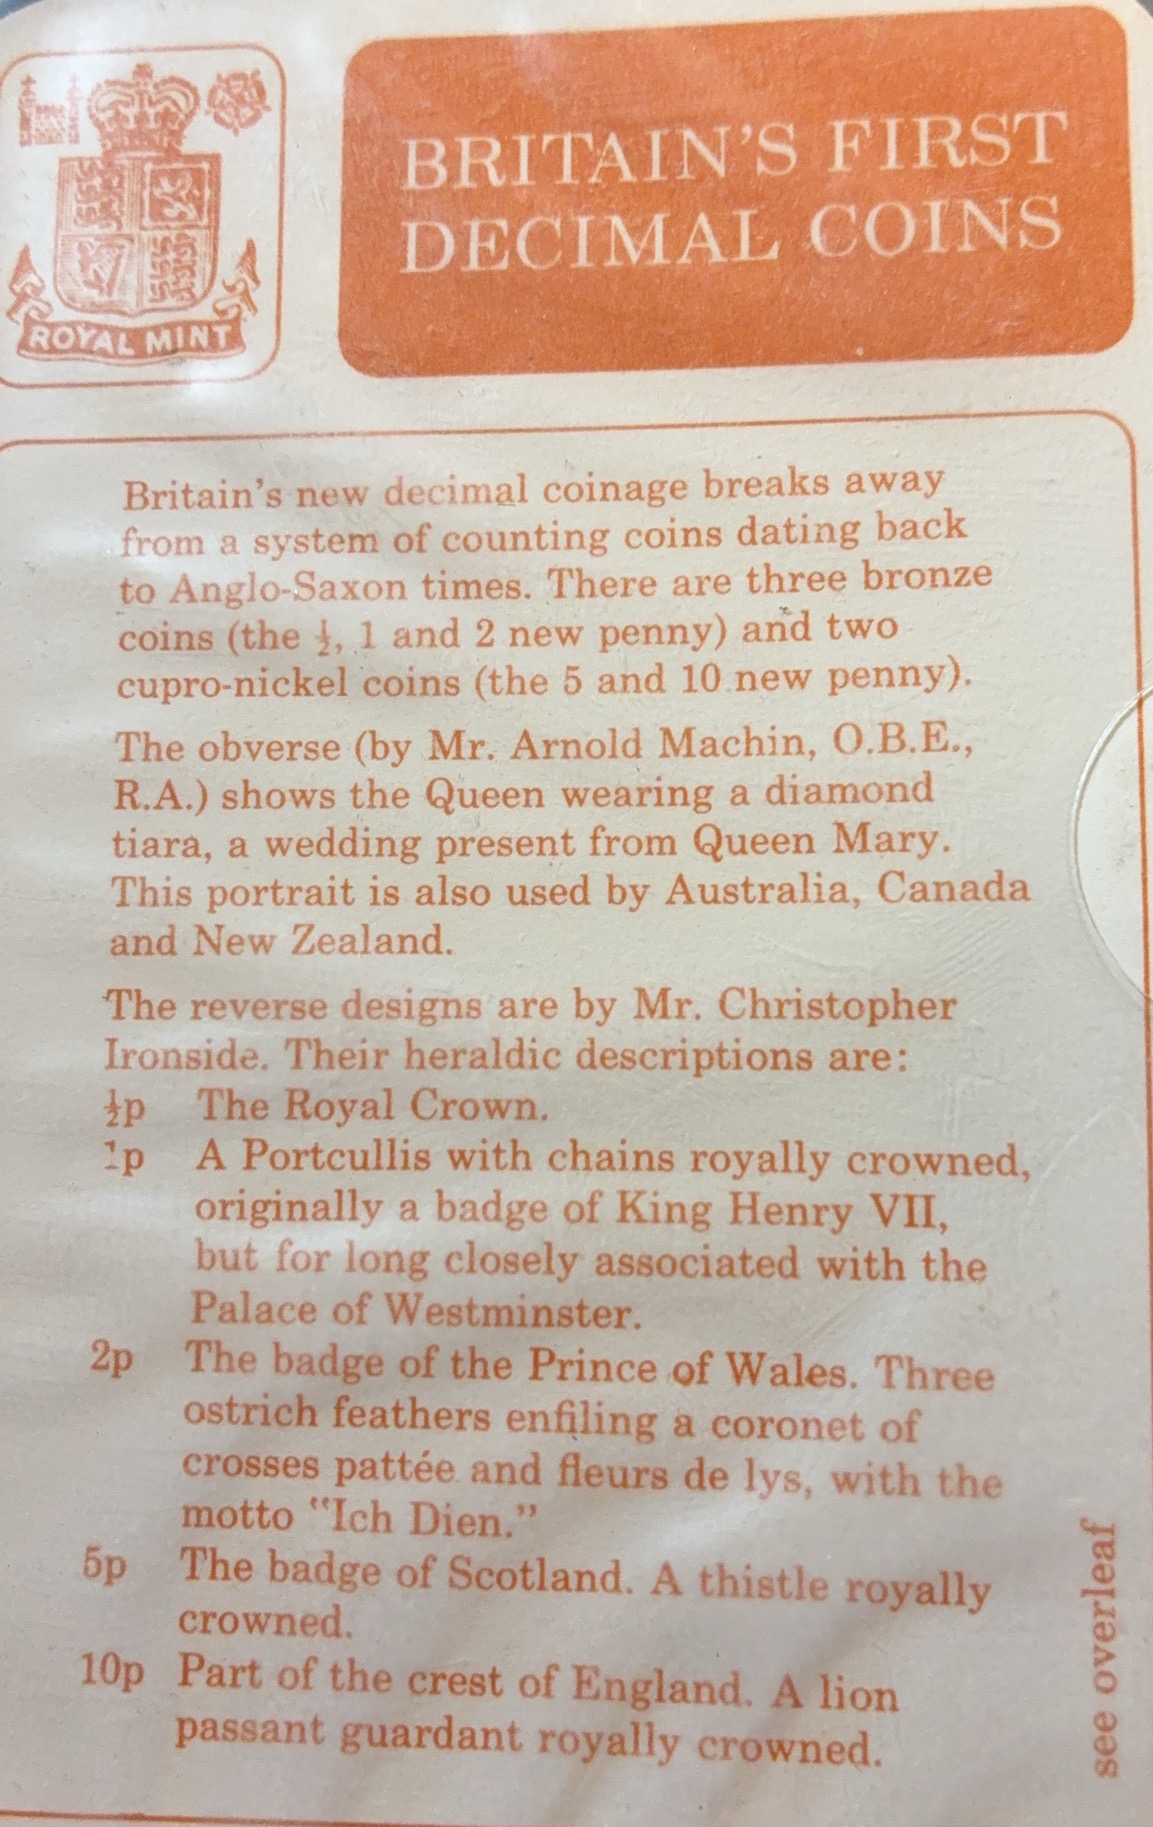 ROYAL MINT
BRITAIN'S FIRST
DECIMAL COINS
Britain's new decimal coinage breaks away
from a system of counting coins dating back
to Anglo-Saxon times. There are three bronze
coins (the ½, 1 and 2 new penny) and two
cupro-nickel coins (the 5 and 10 new penny).
The obverse (by Mr. Arnold Machin, O.B.E.,
R.A.) shows the Queen wearing a diamond
tiara, a wedding present from Queen Mary.
This portrait is also used by Australia, Canada
and New Zealand.
The reverse designs are by Mr. Christopher
Ironside. Their heraldic descriptions are:
½p The Royal Crown.
1p A Portcullis with chains royally crowned,
originally a badge of King Henry VII,
but for long closely associated with the
Palace of Westminster.
2p The badge of the Prince of Wales. Three
ostrich feathers enfiling a coronet of
crosses pattée and fleurs de lys, with the
motto "Ich Dien."
5p The badge of Scotland. A thistle royally
crowned.
10p Part of the crest of England. A lion
passant guardant royally crowned.
see overleaf